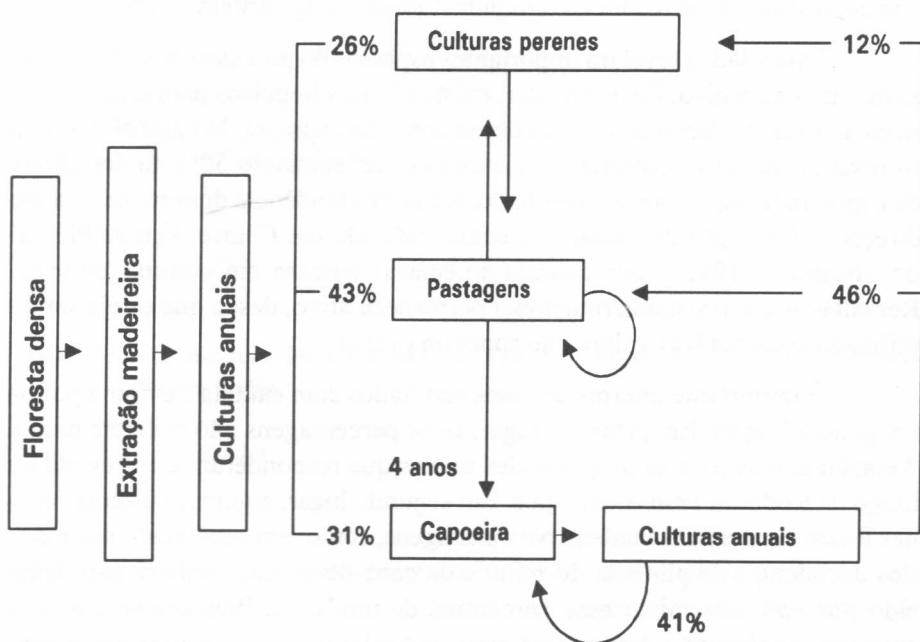 26%
Culturas perenes
12%
Floresta densa
Extração madeireira
Culturas anuais
43%
Pastagens
46%
4 anos
31%
Capoeira
Culturas anuais
41%